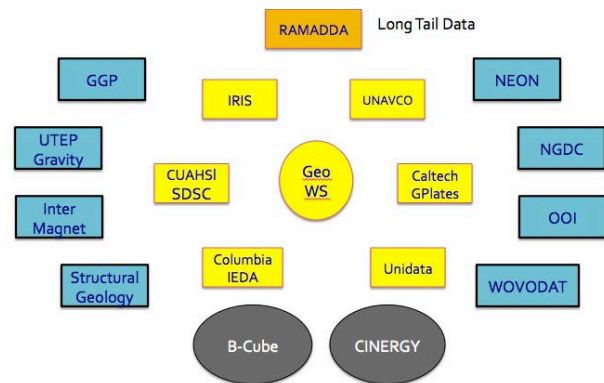 RAMADDA
Long Tail Data
GGP
IRIS
UNAVCO
NEON
UTEP
Gravity
CUAHSI
SDSC
Geo
WS
Caltech
GPlates
NGDC
Inter
Magnet
OOI
Structural
Geology
Columbia
IEDA
Unidata
WOVODAT
B-Cube
CINERGY